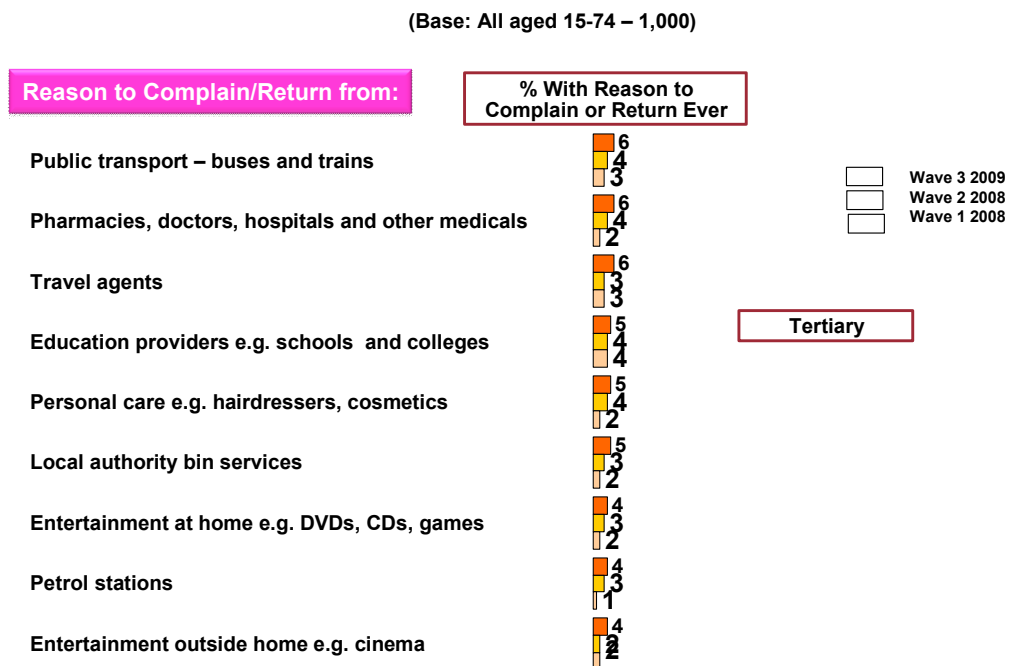 (Base: All aged 15-74 – 1,000)
Reason to Complain/Return from:
% With Reason to
Complain or Return Ever
Public transport – buses and trains
6
4
3
Wave 3 2009
Wave 2 2008
Wave 1 2008
Pharmacies, doctors, hospitals and other medicals
6
4
2
Travel agents
6
3
3
Tertiary
Education providers e.g. schools and colleges
5
4
4
Personal care e.g. hairdressers, cosmetics
5
4
2
Local authority bin services
5
3
2
Entertainment at home e.g. DVDs, CDs, games
4
3
2
Petrol stations
4
3
1
Entertainment outside home e.g. cinema
4
2
2